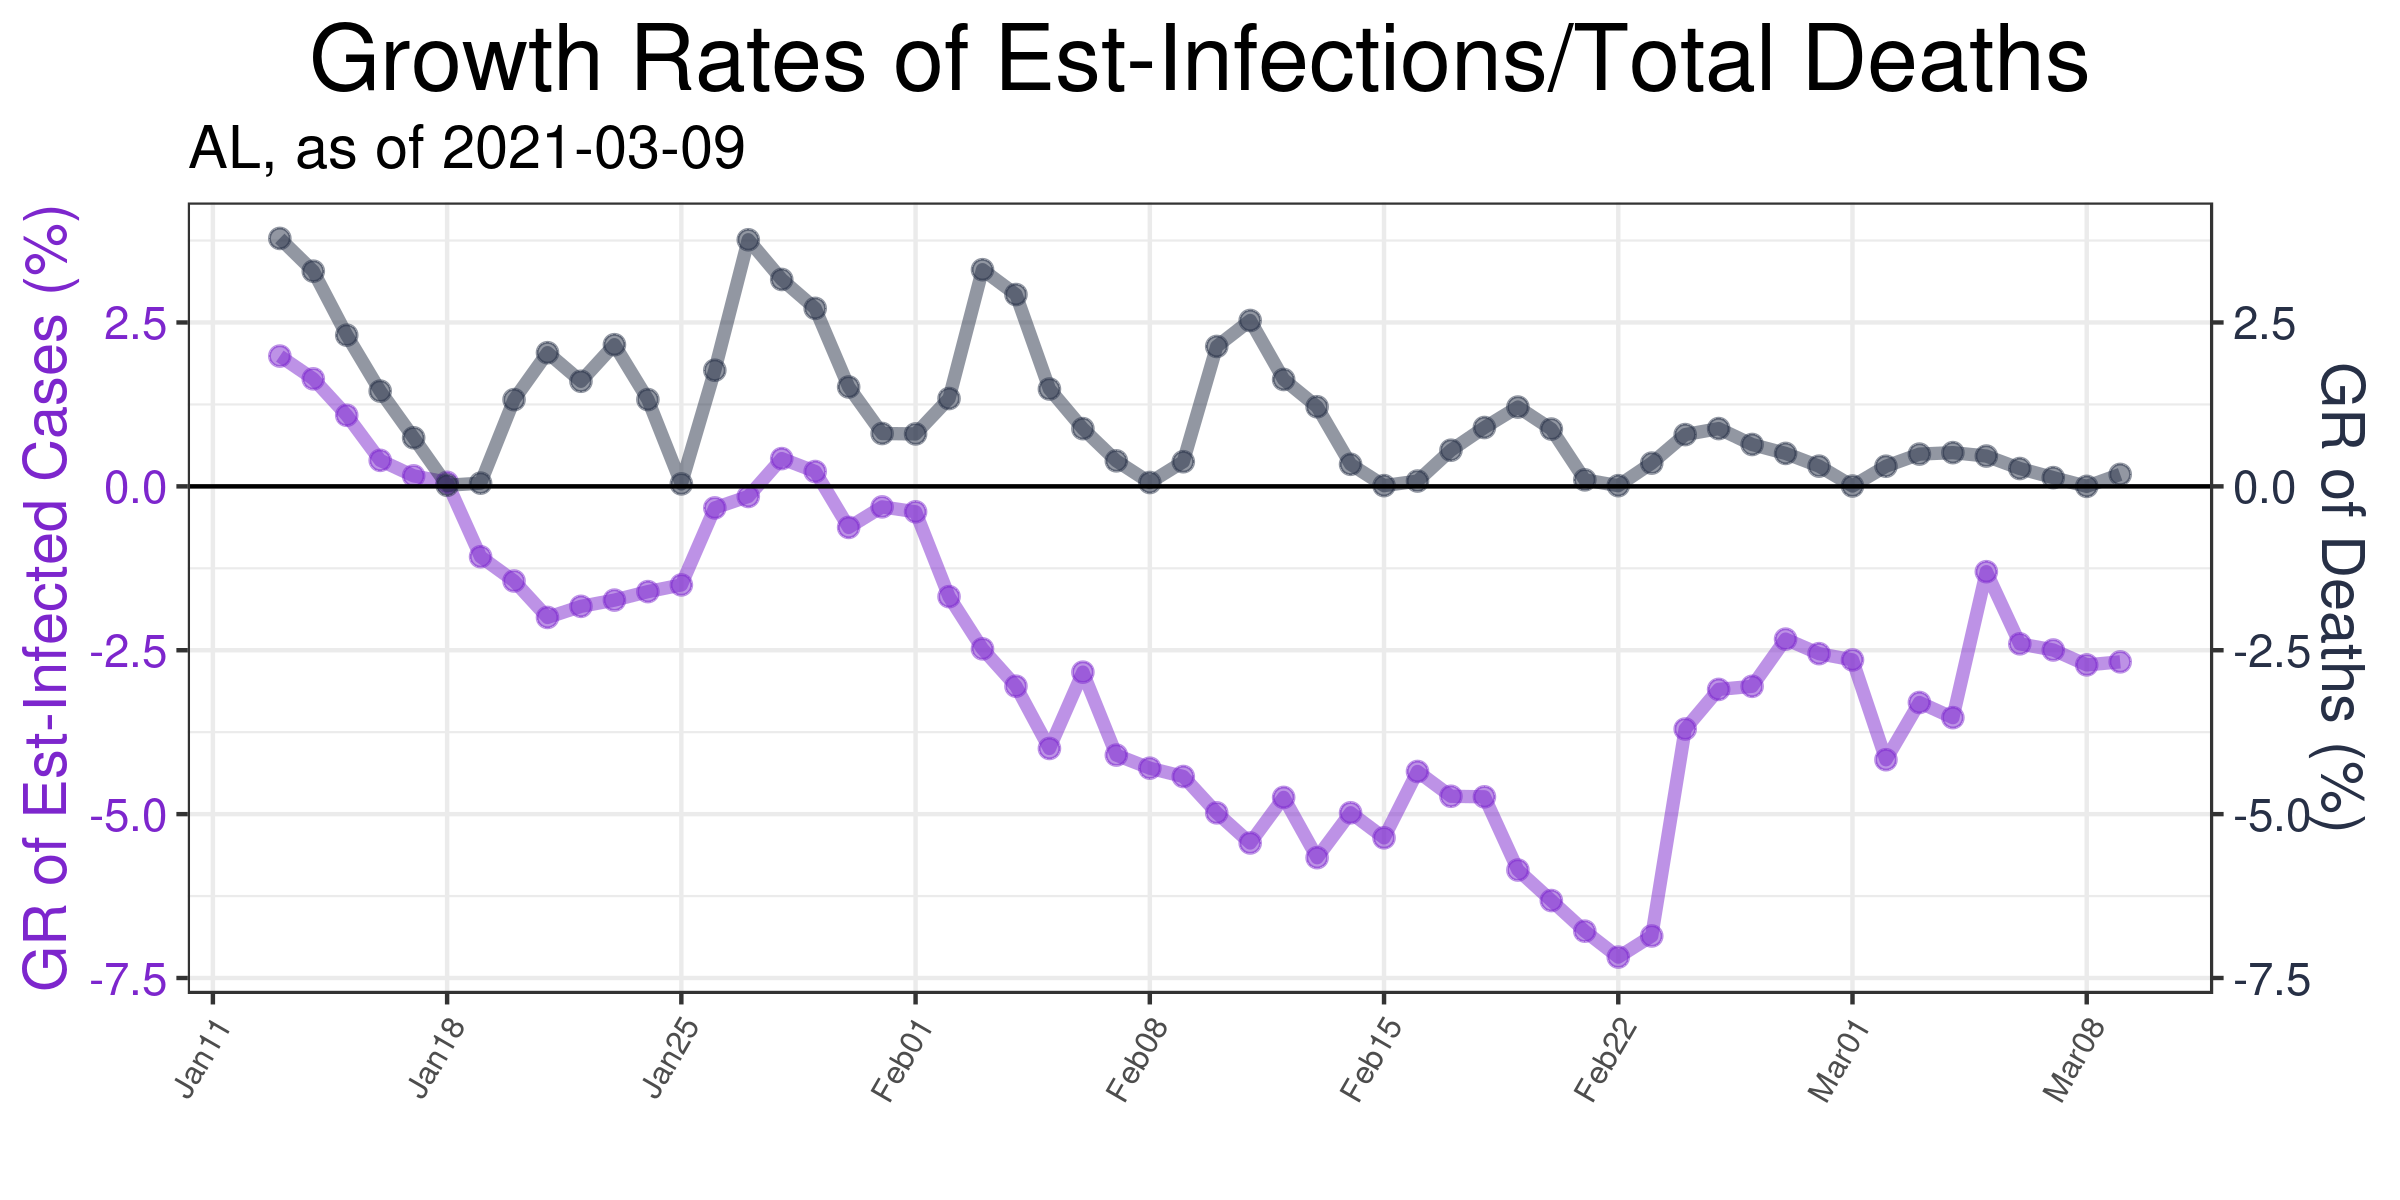 Growth Rates of Est-Infections/Total Deaths
AL, as of 2021-03-09
GR of Est-Infected Cases (%)
2.5
0.0
-2.5
-5.0
-7.5
2.5
0.0
-2.5
-5.0
-7.5
GR of Deaths (%)
Jan11
Jan18
Jan25
Feb01
Feb08
Feb15
Feb22
Mar01
Mar08